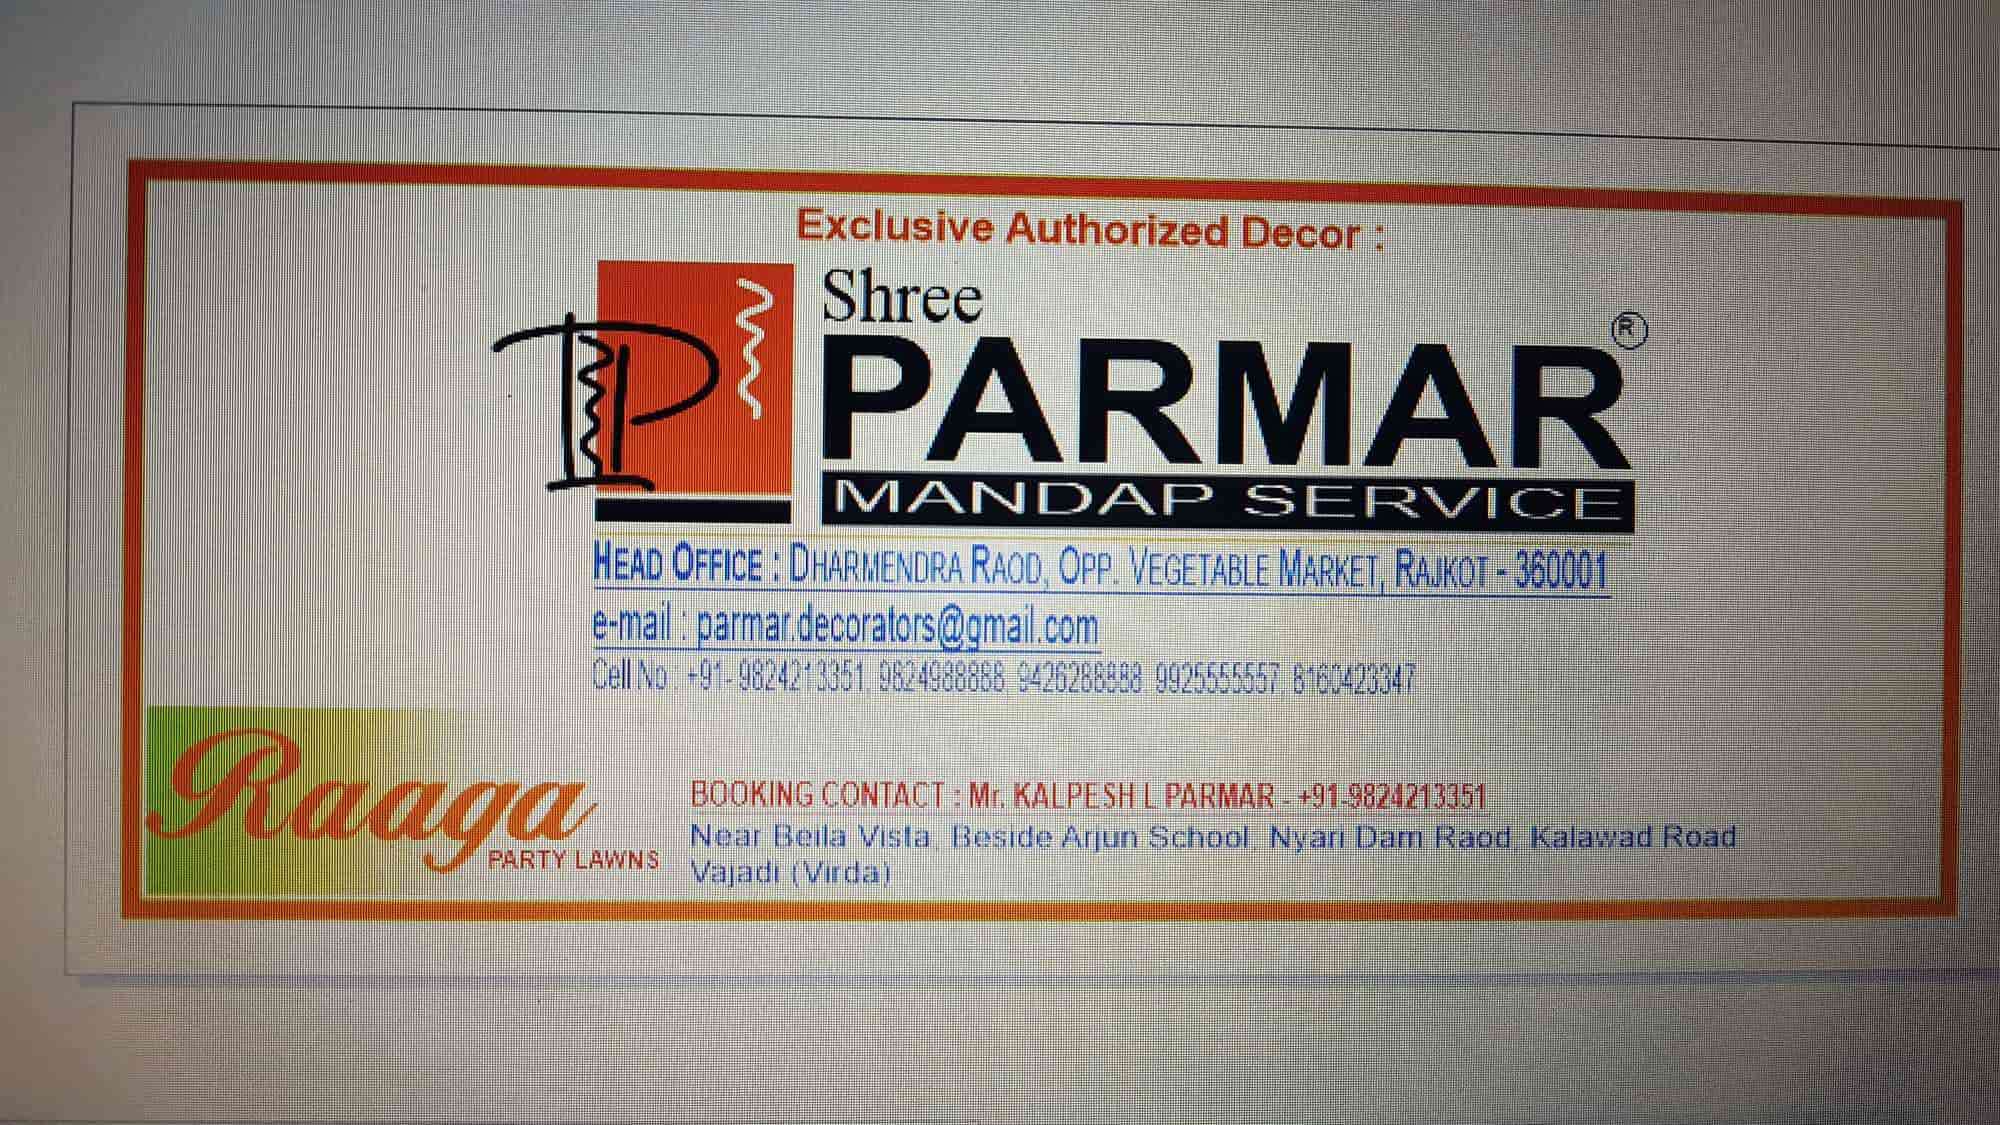 Exclusive Authorized Decor :
Shree
PARMAR ®
MANDAP SERVICE
HEAD OFFICE : DHARMENDRA RAOD, OPP. VEGETABLE MARKET, RAJKOT - 360001
e-mail : parmar.decorators@gmail.com
Cell No : +91- 9824213351, 9824988888, 9426288888, 9925555557, 8160423347
Raaga
PARTY LAWNS
BOOKING CONTACT : Mr. KALPESH L PARMAR - +91-9824213351
Near Beila Vista, Beside Arjun School, Nyari Dam Raod, Kalawad Road
Vajadi (Virda)